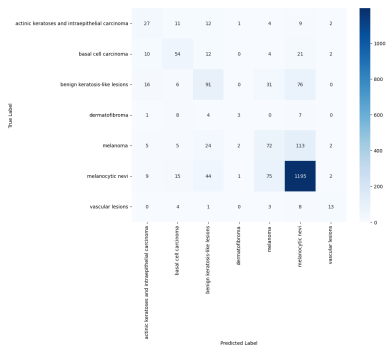 actinic keratoses and intraepithelial carcinoma 27 11 12 1 4 9 2
basal cell carcinoma 10 54 12 0 4 21 2
benign keratosis-like lesions 16 6 91 0 31 76 0
dermatofibroma 1 8 4 3 0 7 0
melanoma 5 5 24 2 72 113 2
melanocytic nevi 9 15 44 1 75 1195 2
vascular lesions 0 4 1 0 3 8 13
True Label
actinic keratoses and intraepithelial carcinoma
basal cell carcinoma
benign keratosis-like lesions
dermatofibroma
melanoma
melanocytic nevi
vascular lesions
Predicted Label
1000
800
600
400
200
0